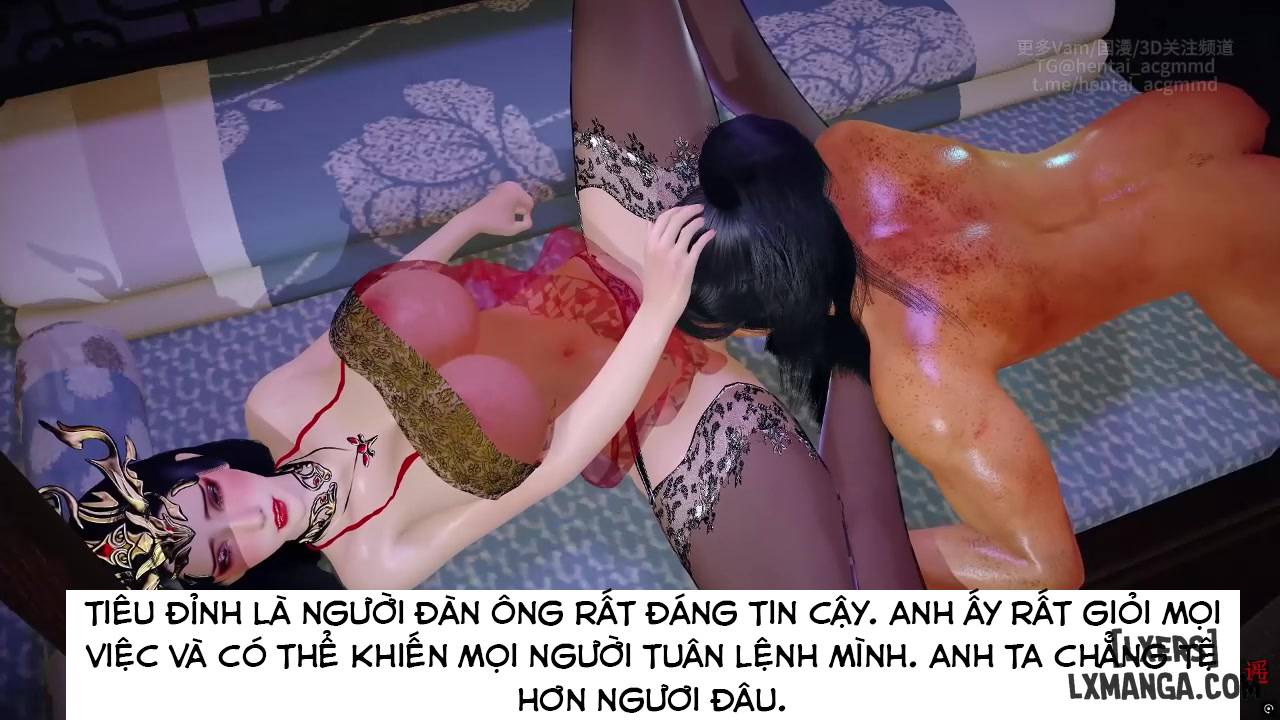 更多Vam/国漫/3D关注频道
TG@hentai_acgmmd
t.me/hentai_acgmmd
TIÊU ĐỈNH LÀ NGƯỜI ĐÀN ÔNG RẤT ĐÁNG TIN CẬY. ANH ẤY RẤT GIỎI MỌI
VIỆC VÀ CÓ THỂ KHIẾN MỌI NGƯỜI TUÂN LỆNH MÌNH. ANH TA CHẲNG TỆ
HƠN NGƯƠI ĐÂU.
[LXERS]
LXMANGA.COM